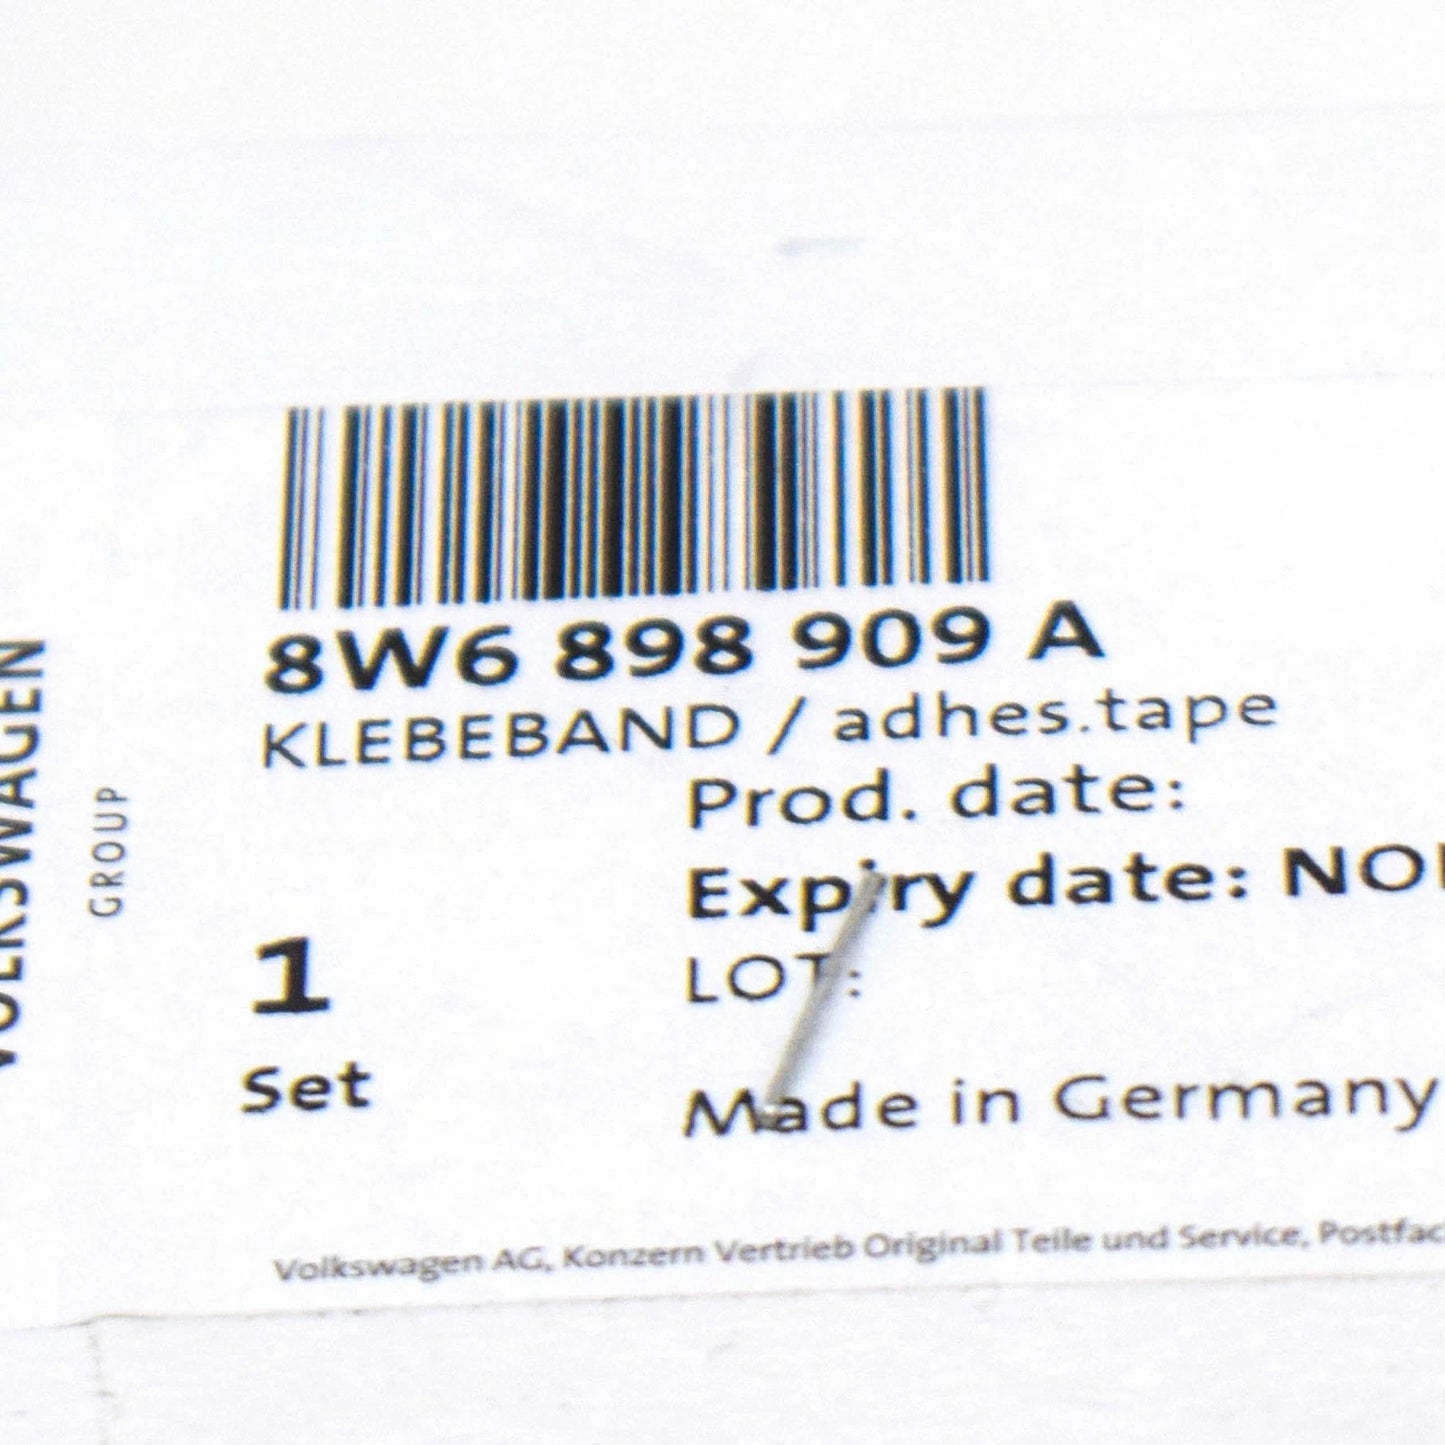 VOLKSWAGEN
GROUP
8W6 898 909 A
KLEBEBAND / adhes.tape
Prod. date:
Expiry date:
LOT:
1
Set
Made in Germany
Volkswagen AG, Konzern Vertrieb Original Teile und Service,